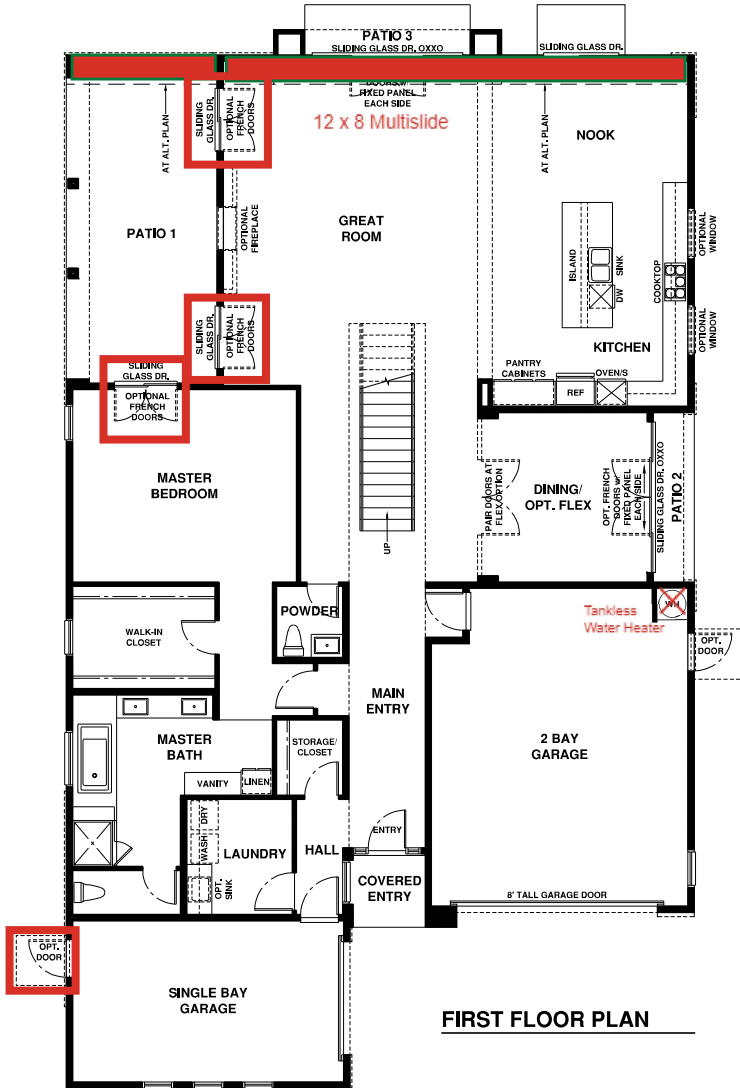 PATIO 3
SLIDING GLASS DR. OXXO
SLIDING GLASS DR.
DOORS W/
FIXED PANEL
EACH SIDE
12 x 8 Multislide
SLIDING
GLASS DR.
OPTIONAL
FRENCH
DOORS
AT ALT. PLAN
AT ALT. PLAN
NOOK
PATIO 1
OPTIONAL
FIREPLACE
GREAT
ROOM
ISLAND
SINK
DW
COOKTOP
OPTIONAL
WINDOW
OPTIONAL
WINDOW
SLIDING
GLASS DR.
OPTIONAL
FRENCH
DOORS
KITCHEN
PANTRY
CABINETS
REF
OVEN/S
SLIDING
GLASS DR.
OPTIONAL
FRENCH
DOORS
MASTER
BEDROOM
UP
PAIR DOORS AT
FLEX OPTION
DINING/
OPT. FLEX
OPT. FRENCH
DOORS W/
FIXED PANEL
EACH SIDE
SLIDING GLASS DR. OXXO
PATIO 2
POWDER
Tankless
Water Heater
WH
OPT.
DOOR
WALK-IN
CLOSET
MAIN
ENTRY
MASTER
BATH
STORAGE/
CLOSET
2 BAY
GARAGE
VANITY
LINEN
WASH
DRY
LAUNDRY
OPT.
SINK
HALL
ENTRY
COVERED
ENTRY
8' TALL GARAGE DOOR
OPT.
DOOR
SINGLE BAY
GARAGE
FIRST FLOOR PLAN